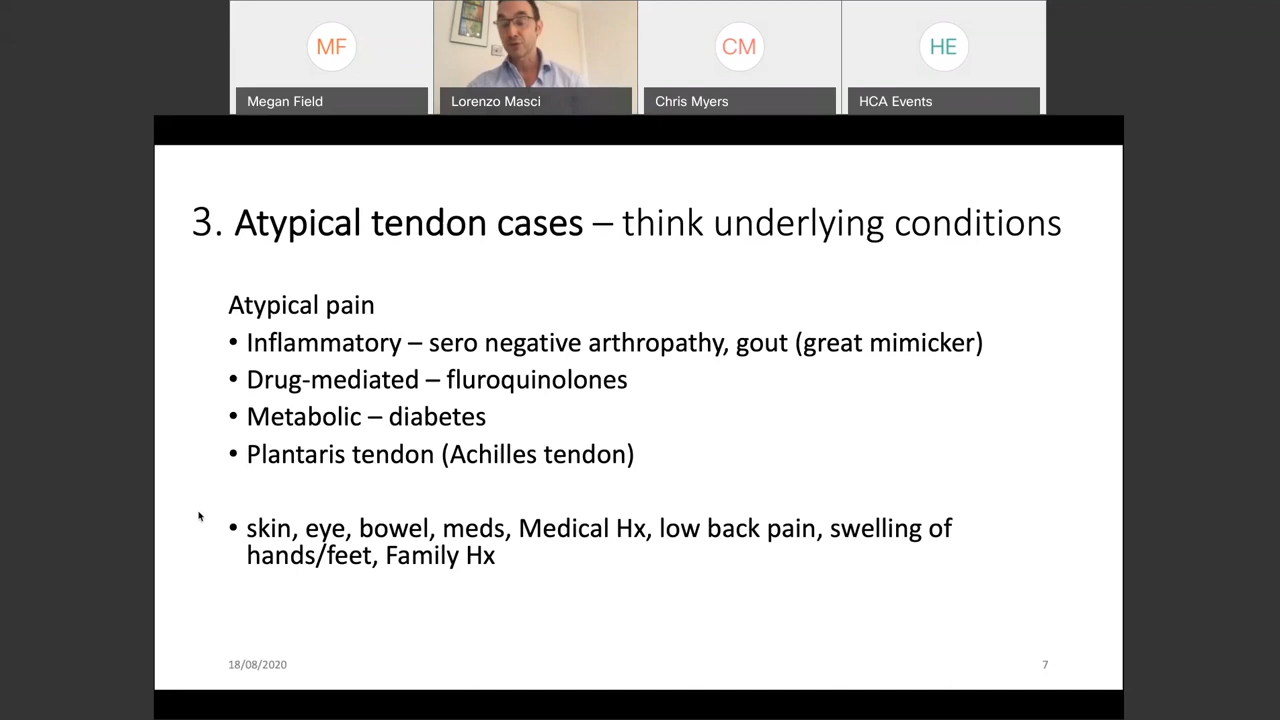 MF
CM
HE
Megan Field
Lorenzo Masci
Chris Myers
HCA Events
3. Atypical tendon cases – think underlying conditions
Atypical pain
• Inflammatory – sero negative arthropathy, gout (great mimicker)
• Drug-mediated – fluroquinolones
• Metabolic – diabetes
• Plantaris tendon (Achilles tendon)
• skin, eye, bowel, meds, Medical Hx, low back pain, swelling of
hands/feet, Family Hx
18/08/2020
7